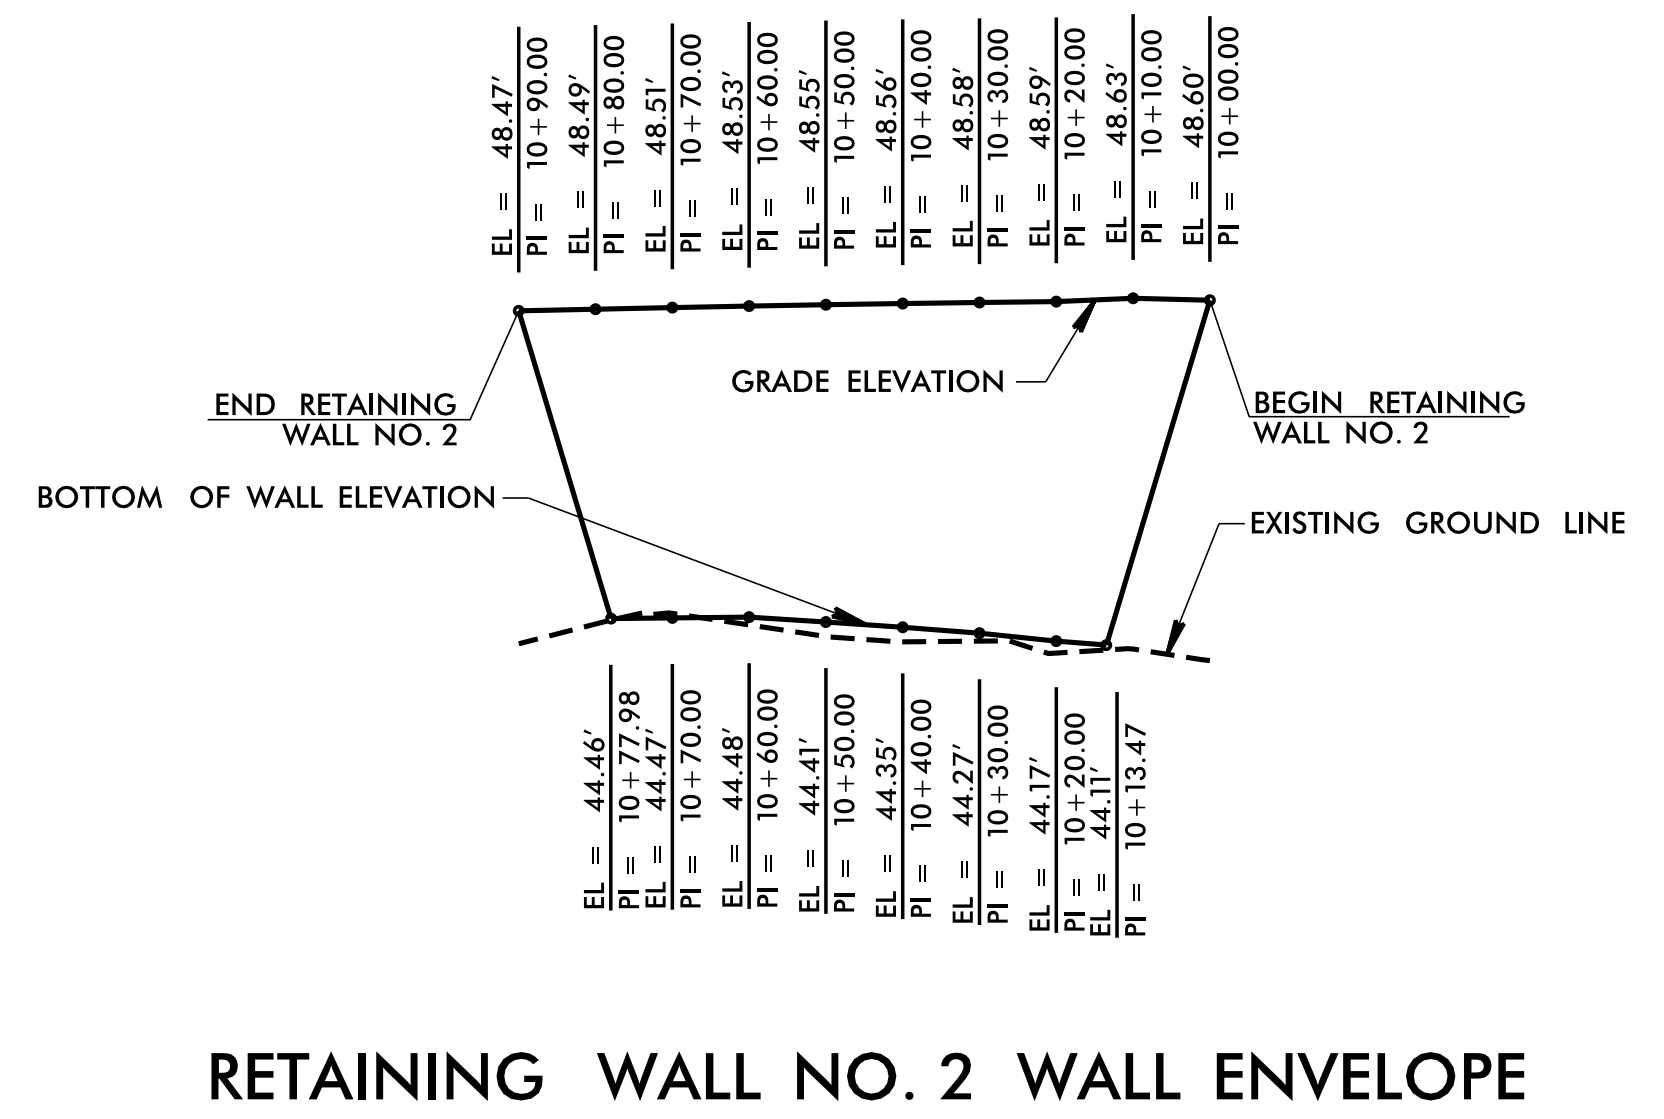 EL = 48.47'
PI = 10+90.00
EL = 48.49'
PI = 10+80.00
EL = 48.51'
PI = 10+70.00
EL = 48.53'
PI = 10+60.00
EL = 48.55'
PI = 10+50.00
EL = 48.56'
PI = 10+40.00
EL = 48.58'
PI = 10+30.00
EL = 48.59'
PI = 10+20.00
EL = 48.63'
PI = 10+10.00
EL = 48.60'
PI = 10+00.00
GRADE ELEVATION
END RETAINING
WALL NO. 2
BEGIN RETAINING
WALL NO. 2
BOTTOM OF WALL ELEVATION
EXISTING GROUND LINE
EL = 44.46'
PI = 10+77.98
EL = 44.47'
PI = 10+70.00
EL = 44.48'
PI = 10+60.00
EL = 44.41'
PI = 10+50.00
EL = 44.35'
PI = 10+40.00
EL = 44.27'
PI = 10+30.00
EL = 44.17'
PI = 10+20.00
EL = 44.11'
PI = 10+13.47
RETAINING WALL NO. 2 WALL ENVELOPE